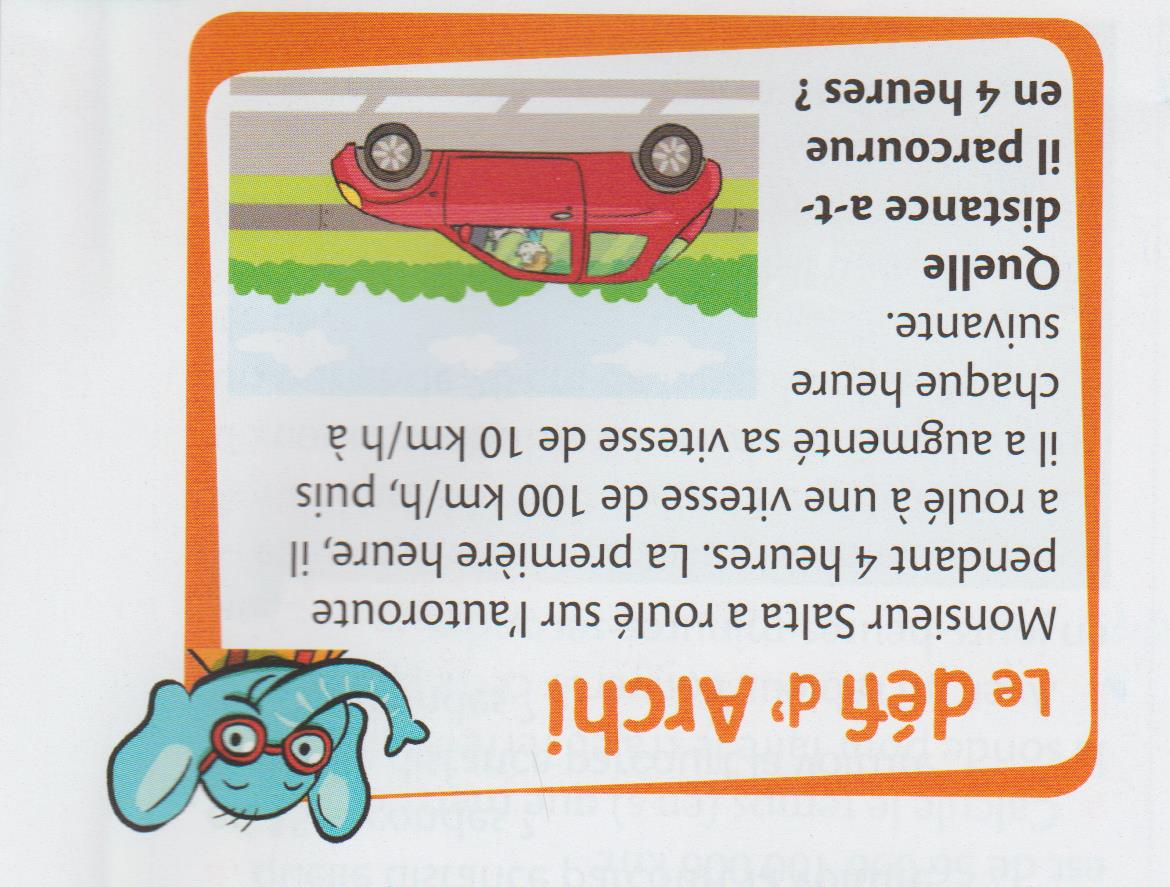 Le défi d'Archi
Monsieur Salta a roulé sur l'autoroute
pendant 4 heures. La première heure, il
a roulé à une vitesse de 100 km/h, puis
il a augmenté sa vitesse de 10 km/h à
chaque heure
suivante.
Quelle
distance a-t-
il parcourue
en 4 heures ?